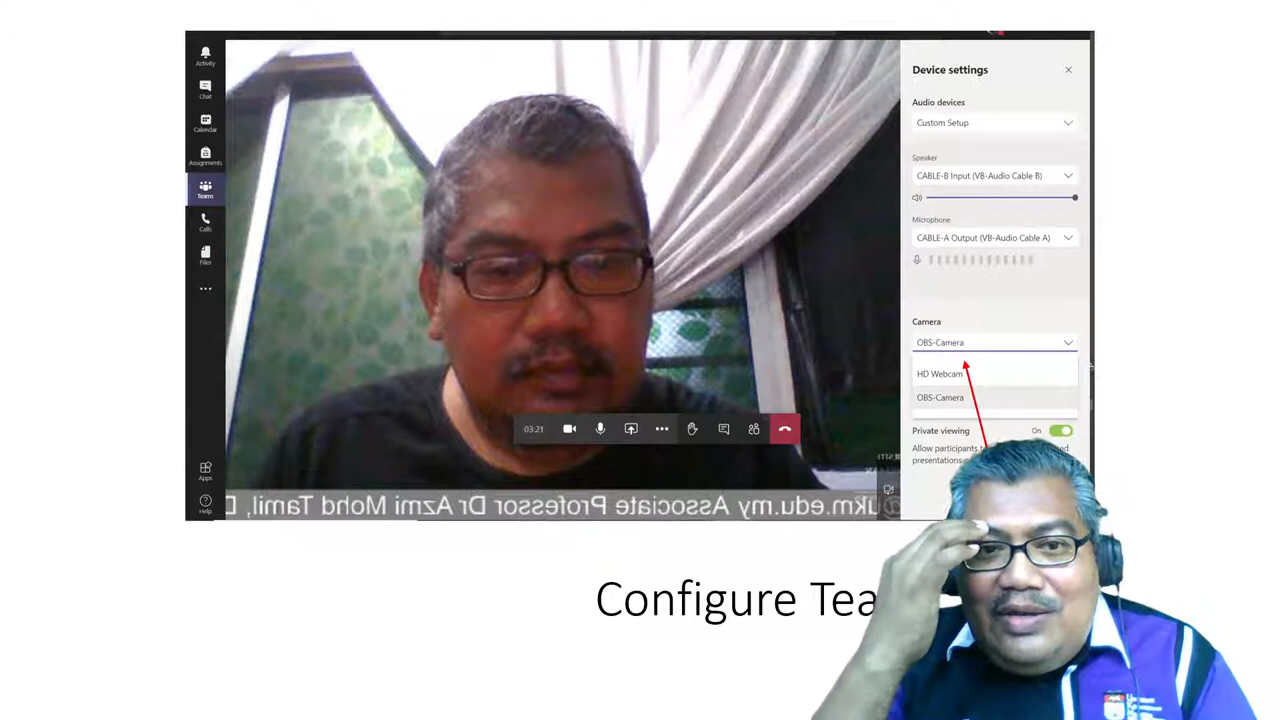 Activity
Chat
Calendar
Assignments
Teams
Calls
Files
Apps
Help
Device settings
Audio devices
Custom Setup
Speaker
CABLE-B Input (VB-Audio Cable B)
Microphone
CABLE-A Output (VB-Audio Cable A)
Camera
OBS-Camera
HD Webcam
OBS-Camera
Private viewing On
Allow participants
03:21
@ukm.edu.my Associate Professor Dr Azmi Mohd Tamil, D
Configure Tea